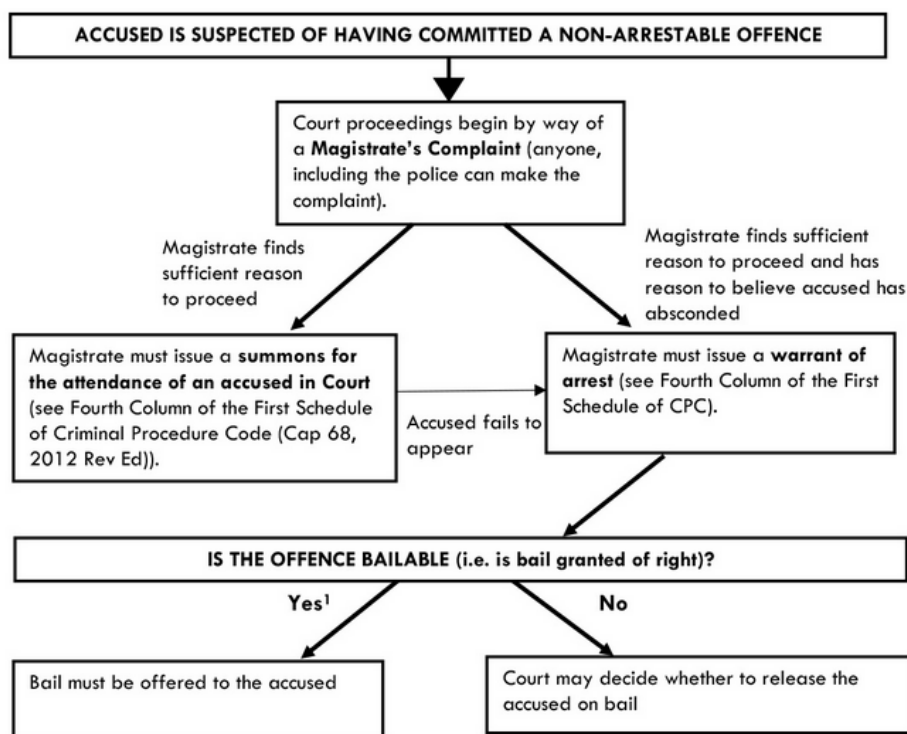 ACCUSED IS SUSPECTED OF HAVING COMMITTED A NON-ARRESTABLE OFFENCE
Court proceedings begin by way of
a Magistrate's Complaint (anyone,
including the police can make the
complaint).
Magistrate finds
sufficient reason
to proceed
Magistrate finds sufficient
reason to proceed and has
reason to believe accused has
absconded
Magistrate must issue a summons for
the attendance of an accused in Court
(see Fourth Column of the First Schedule
of Criminal Procedure Code (Cap 68,
2012 Rev Ed)).
Accused fails to
appear
Magistrate must issue a warrant of
arrest (see Fourth Column of the First
Schedule of CPC).
IS THE OFFENCE BAILABLE (i.e. is bail granted of right)?
Yes¹
No
Bail must be offered to the accused
Court may decide whether to release the
accused on bail